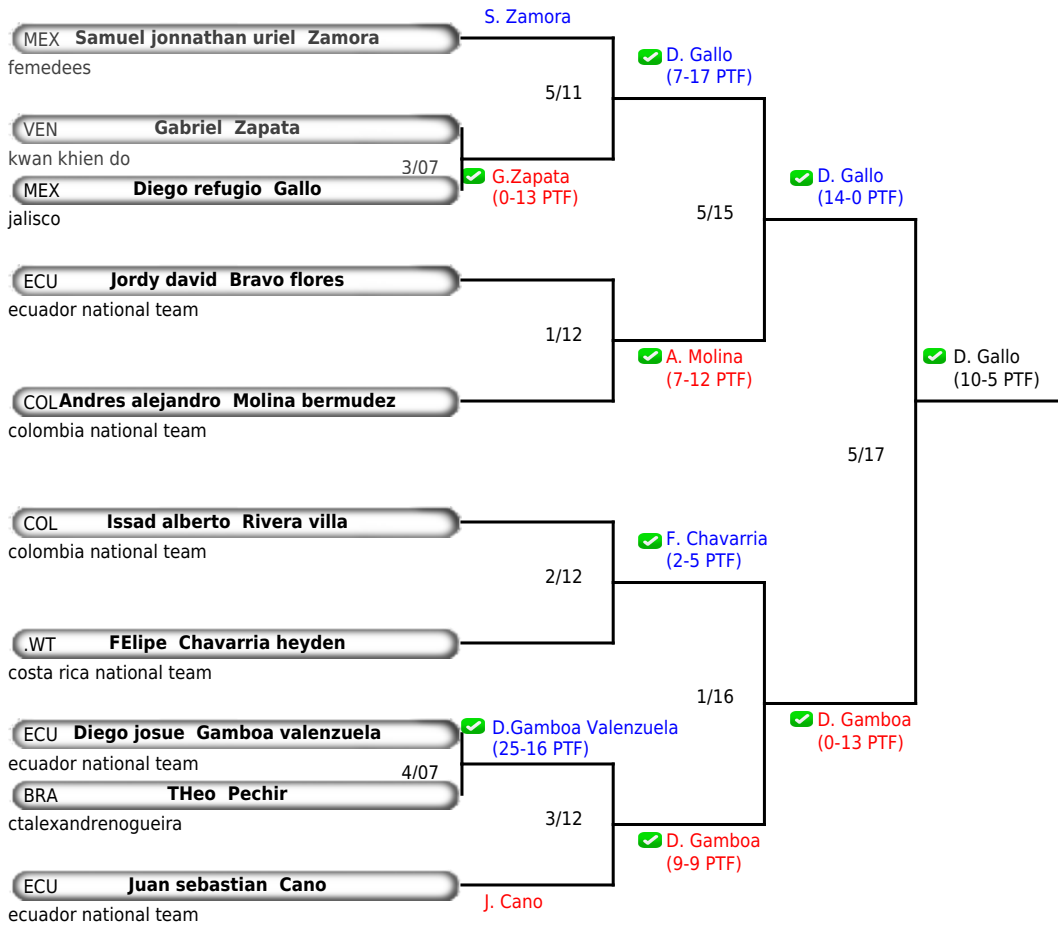 S. Zamora
MEX Samuel jonnathan uriel Zamora
femedees
D. Gallo
(7-17 PTF)
5/11
VEN Gabriel Zapata
kwan khien do
3/07
G.Zapata
(0-13 PTF)
MEX Diego refugio Gallo
jalisco
D. Gallo
(14-0 PTF)
5/15
ECU Jordy david Bravo flores
ecuador national team
1/12
A. Molina
(7-12 PTF)
D. Gallo
(10-5 PTF)
COL Andres alejandro Molina bermudez
colombia national team
5/17
COL Issad alberto Rivera villa
colombia national team
F. Chavarria
(2-5 PTF)
2/12
.WT FElipe Chavarria heyden
costa rica national team
1/16
D. Gamboa
(0-13 PTF)
ECU Diego josue Gamboa valenzuela
ecuador national team
D.Gamboa Valenzuela
(25-16 PTF)
4/07
BRA THeo Pechir
ctalexandrenogueira
3/12
D. Gamboa
(9-9 PTF)
ECU Juan sebastian Cano
ecuador national team
J. Cano